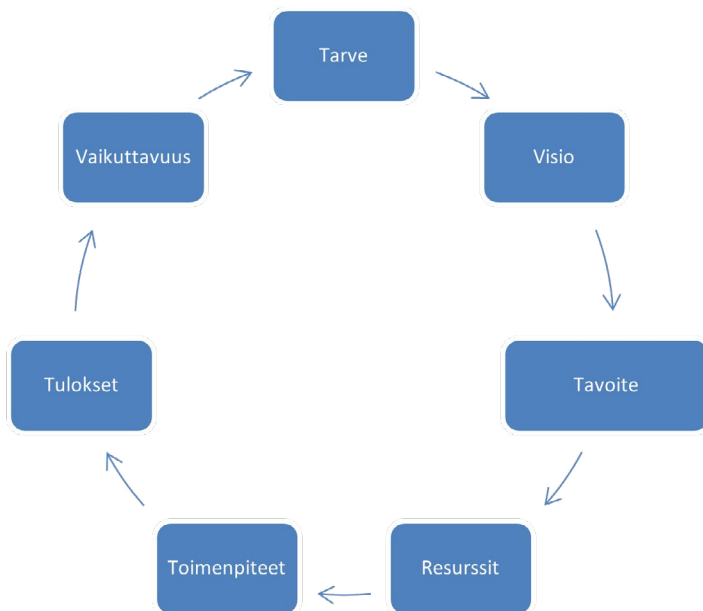 Tarve
Visio
Tavoite
Resurssit
Toimenpiteet
Tulokset
Vaikuttavuus